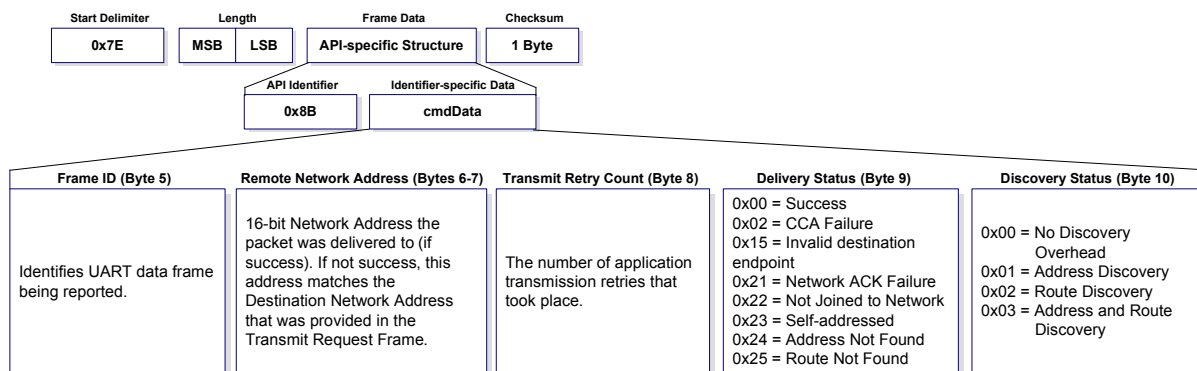 Start Delimiter
Length
Frame Data
Checksum
0x7E
MSB
LSB
API-specific Structure
1 Byte
API Identifier
Identifier-specific Data
0x8B
cmdData
Frame ID (Byte 5)
Identifies UART data frame
being reported.
Remote Network Address (Bytes 6-7)
16-bit Network Address the
packet was delivered to (if
success). If not success, this
address matches the
Destination Network Address
that was provided in the
Transmit Request Frame.
Transmit Retry Count (Byte 8)
The number of application
transmission retries that
took place.
Delivery Status (Byte 9)
0x00 = Success
0x02 = CCA Failure
0x15 = Invalid destination
endpoint
0x21 = Network ACK Failure
0x22 = Not Joined to Network
0x23 = Self-addressed
0x24 = Address Not Found
0x25 = Route Not Found
Discovery Status (Byte 10)
0x00 = No Discovery
Overhead
0x01 = Address Discovery
0x02 = Route Discovery
0x03 = Address and Route
Discovery